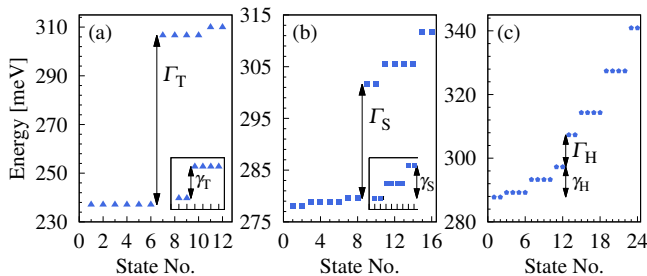 Energy [meV]
(a)
310
290
270
250
230
0 2 4 6 8 10 12
State No.
Γ_T
γ_T
(b)
315
305
295
285
275
0 4 8 12 16
State No.
Γ_S
γ_S
(c)
340
320
300
280
0 6 12 18 24
State No.
Γ_H
γ_H